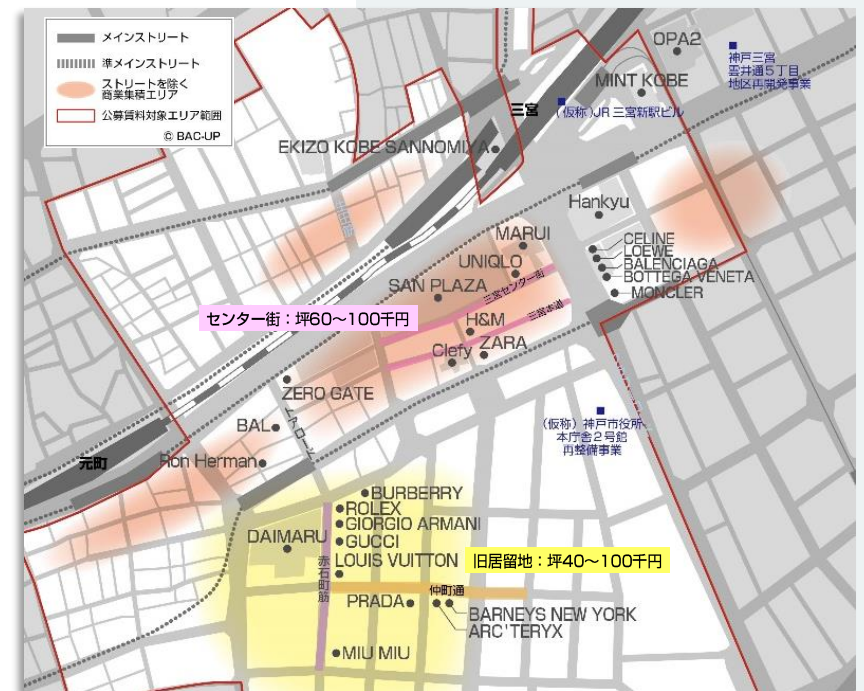 メインストリート
準メインストリート
ストリートを除く
商業集積エリア
公募賃料対象エリア範囲
© BAC-UP
OPA2
神戸三宮
雲井通5丁目
地区再開発事業
MINT KOBE
三宮
(仮称)JR 三宮新駅ビル
EKIZO KOBE SANNOMIYA
Hankyu
MARUI
CELINE
LOEWE
UNIQLO
BALENCIAGA
BOTTEGA VENETA
SAN PLAZA
MONCLER
三宮センター街
センター街:坪60~100千円
H&M
三宮本通
Clefy
ZARA
ZERO GATE
トアロード
BAL
(仮称) 神戸市役所
本庁舎2号館
再整備事業
Ron Herman
元町
BURBERRY
ROLEX
GIORGIO ARMANI
DAIMARU
GUCCI
LOUIS VUITTON
旧居留地:坪40~100千円
明石町筋
仲町通
PRADA
BARNEYS NEW YORK
ARC'TERYX
MIU MIU